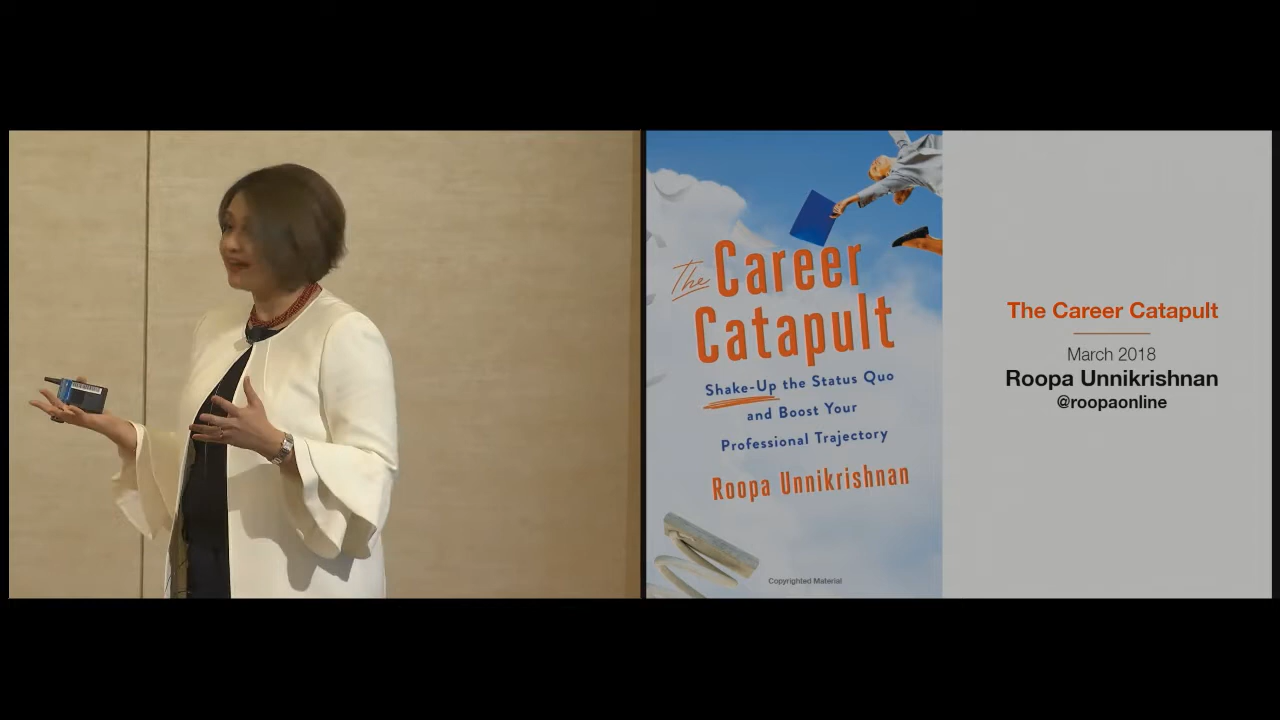 The Career
Catapult
Shake-Up the Status Quo
and Boost Your
Professional Trajectory
Roopa Unnikrishnan
Copyrighted Material
The Career Catapult
March 2018
Roopa Unnikrishnan
@roopaonline